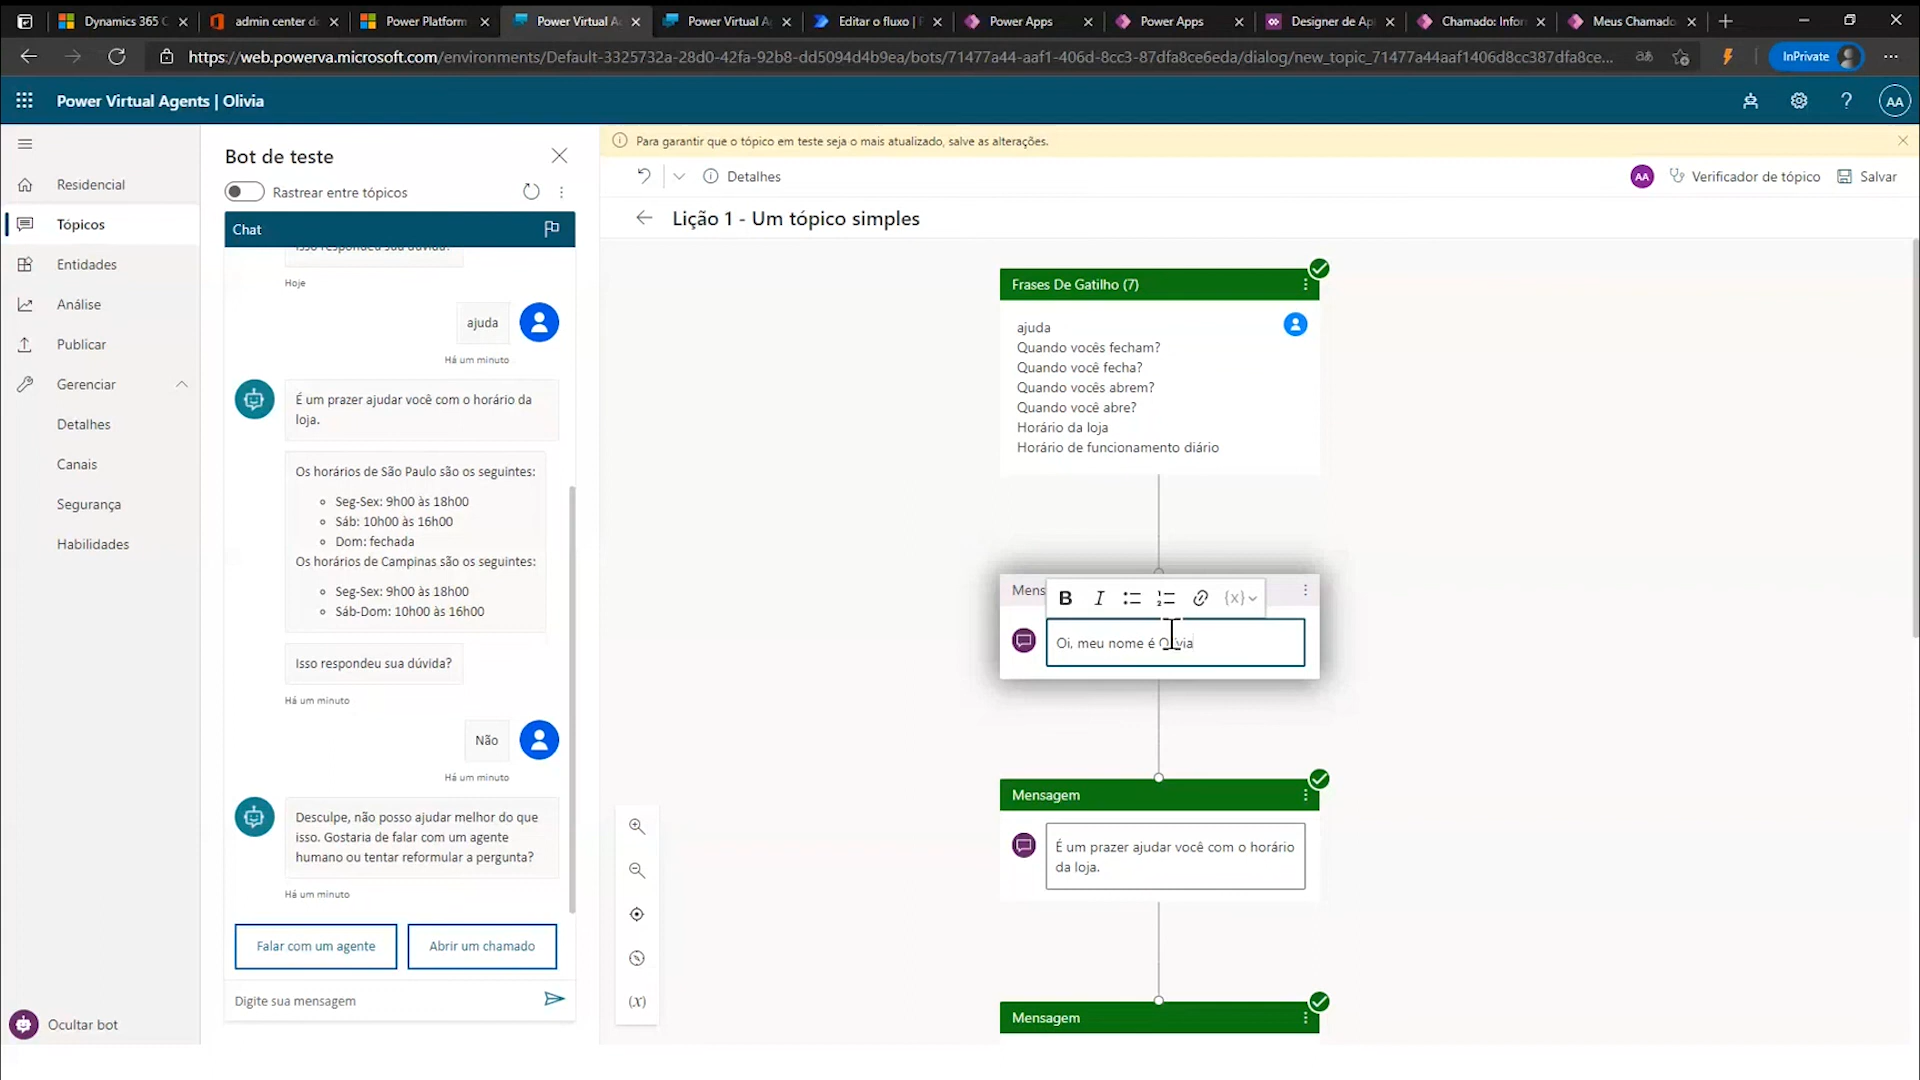 Dynamics 365 C
admin center do
Power Platform
Power Virtual A
Power Virtual A
Editar o fluxo | P
Power Apps
Power Apps
Designer de Ap
Chamado: Infor
Meus Chamado
https://web.powerva.microsoft.com/environments/Default-3325732a-28d0-42fa-92b8-dd5094d4b9ea/bots/71477a44-aaf1-406d-8cc3-87dfa8ce6eda/dialog/new_topic_71477a44aaf1406d8cc387dfa8ce...
InPrivate
Power Virtual Agents | Olivia
AA
Residencial
Tópicos
Entidades
Análise
Publicar
Gerenciar
Detalhes
Canais
Segurança
Habilidades
Ocultar bot
Bot de teste
Rastrear entre tópicos
Chat
Isso respondeu sua dúvida?
Hoje
ajuda
Há um minuto
É um prazer ajudar você com o horário da
loja.
Os horários de São Paulo são os seguintes:
Seg-Sex: 9h00 às 18h00
Sáb: 10h00 às 16h00
Dom: fechada
Os horários de Campinas são os seguintes:
Seg-Sex: 9h00 às 18h00
Sáb-Dom: 10h00 às 16h00
Isso respondeu sua dúvida?
Há um minuto
Não
Há um minuto
Desculpe, não posso ajudar melhor do que
isso. Gostaria de falar com um agente
humano ou tentar reformular a pergunta?
Há um minuto
Falar com um agente
Abrir um chamado
Digite sua mensagem
Para garantir que o tópico em teste seja o mais atualizado, salve as alterações.
Detalhes
AA
Verificador de tópico
Salvar
Lição 1 - Um tópico simples
Frases De Gatilho (7)
ajuda
Quando vocês fecham?
Quando você fecha?
Quando vocês abrem?
Quando você abre?
Horário da loja
Horário de funcionamento diário
Mens
B I {x}
Oi, meu nome é Olivia
Mensagem
É um prazer ajudar você com o horário
da loja.
Mensagem
(x)